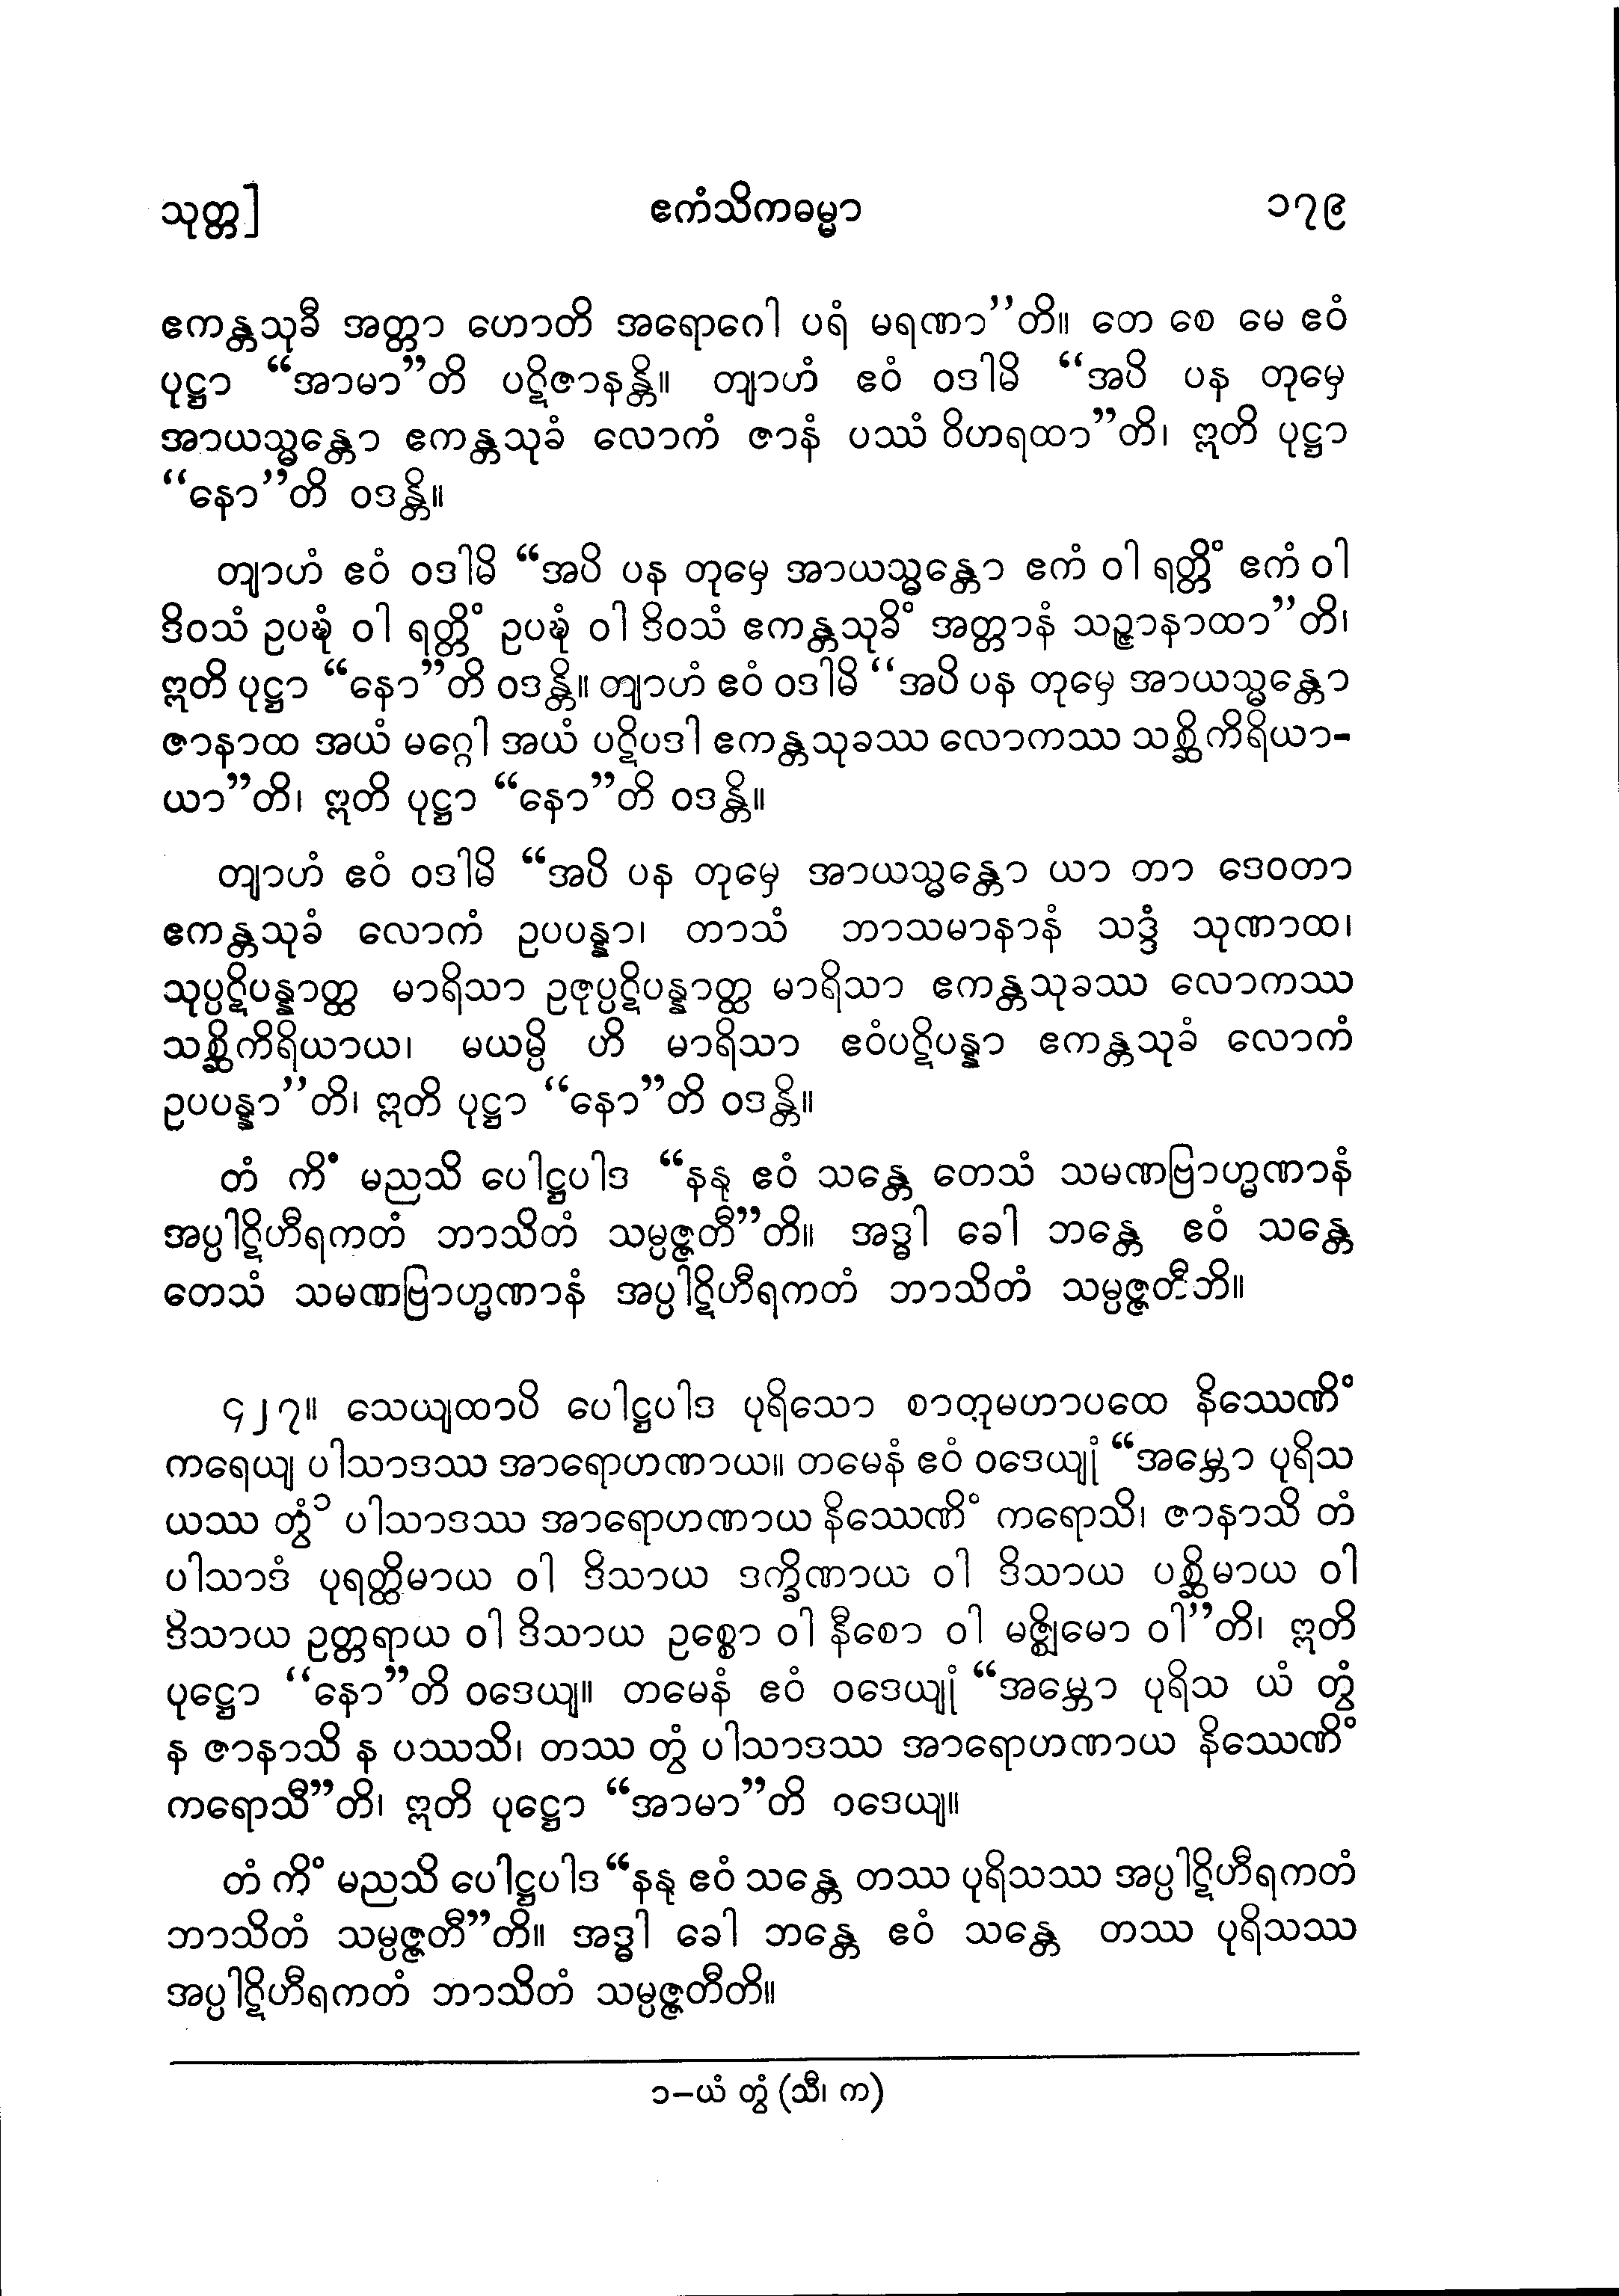 သုတ္တ] ဧကံသိကဓမ္မာ ၁၇၉
ဧကန္တသုခီ အတ္တာ ဟောတိ အရောဂေါ ပရံ မရဏာ”တိ။ တေ စေ မေ ဧဝံ
ပုဋ္ဌာ “အာမာ”တိ ပဋိဇာနန္တိ။ တျာဟံ ဧဝံ ဝဒါမိ “အပိ ပန တုမှေ
အာယသ္မန္တော ဧကန္တသုခံ လောကံ ဇာနံ ပဿံ ဝိဟရထာ”တိ၊ ဣတိ ပုဋ္ဌာ
“နော”တိ ဝဒန္တိ။
တျာဟံ ဧဝံ ဝဒါမိ “အပိ ပန တုမှေ အာယသ္မန္တော ဧကံ ဝါ ရတ္တိံ ဧကံ ဝါ
ဒိဝသံ ဥပဍ္ဎံ ဝါ ရတ္တိံ ဥပဍ္ဎံ ဝါ ဒိဝသံ ဧကန္တသုခိံ အတ္တာနံ သဉ္ဇာနာထာ”တိ၊
ဣတိ ပုဋ္ဌာ “နော”တိ ဝဒန္တိ။ တျာဟံ ဧဝံ ဝဒါမိ “အပိ ပန တုမှေ အာယသ္မန္တော
ဇာနာထ အယံ မဂ္ဂေါ အယံ ပဋိပဒါ ဧကန္တသုခဿ လောကဿ သစ္ဆိကိရိယာ-
ယာ”တိ၊ ဣတိ ပုဋ္ဌာ “နော”တိ ဝဒန္တိ။
တျာဟံ ဧဝံ ဝဒါမိ “အပိ ပန တုမှေ အာယသ္မန္တော ယာ တာ ဒေဝတာ
ဧကန္တသုခံ လောကံ ဥပပန္နာ၊ တာသံ ဘာသမာနာနံ သဒ္ဒံ သုဏာထ၊
သုပ္ပဋိပန္နာတ္ထ မာရိသာ ဥဇုပ္ပဋိပန္နာတ္ထ မာရိသာ ဧကန္တသုခဿ လောကဿ
သစ္ဆိကိရိယာယ၊ မယမ္ပိ ဟိ မာရိသာ ဧဝံပဋိပန္နာ ဧကန္တသုခံ လောကံ
ဥပပန္နာ”တိ၊ ဣတိ ပုဋ္ဌာ “နော”တိ ဝဒန္တိ။
တံ ကိံ မညသိ ပေါဋ္ဌပါဒ “နနု ဧဝံ သန္တေ တေသံ သမဏဗြာဟ္မဏာနံ
အပ္ပါဋိဟီရကတံ ဘာသိတံ သမ္ပဇ္ဇတီ”တိ။ အဒ္ဓါ ခေါ ဘန္တေ ဧဝံ သန္တေ
တေသံ သမဏဗြာဟ္မဏာနံ အပ္ပါဋိဟီရကတံ ဘာသိတံ သမ္ပဇ္ဇတီဘိ။
၄၂၇။ သေယျထာပိ ပေါဋ္ဌပါဒ ပုရိသော စာတုမဟာပထေ နိဿေဏိံ
ကရေယျ ပါသာဒဿ အာရောဟဏာယ။ တမေနံ ဧဝံ ဝဒေယျုံ “အမ္ဘော ပုရိသ
ယဿ တွံ၁ ပါသာဒဿ အာရောဟဏာယ နိဿေဏိံ ကရောသိ၊ ဇာနာသိ တံ
ပါသာဒံ ပုရတ္ထိမာယ ဝါ ဒိသာယ ဒက္ခိဏာယ ဝါ ဒိသာယ ပစ္ဆိမာယ ဝါ
ဒိသာယ ဥတ္တရာယ ဝါ ဒိသာယ ဥစ္စော ဝါ နီစော ဝါ မဇ္ဈိမော ဝါ”တိ၊ ဣတိ
ပုဋ္ဌော “နော”တိ ဝဒေယျ။ တမေနံ ဧဝံ ဝဒေယျုံ “အမ္ဘော ပုရိသ ယံ တွံ
န ဇာနာသိ န ပဿသိ၊ တဿ တွံ ပါသာဒဿ အာရောဟဏာယ နိဿေဏိံ
ကရောသီ”တိ၊ ဣတိ ပုဋ္ဌော “အာမာ”တိ ဝဒေယျ။
တံ ကိံ မညသိ ပေါဋ္ဌပါဒ “နနု ဧဝံ သန္တေ တဿ ပုရိသဿ အပ္ပါဋိဟီရကတံ
ဘာသိတံ သမ္ပဇ္ဇတီ”တိ။ အဒ္ဓါ ခေါ ဘန္တေ ဧဝံ သန္တေ တဿ ပုရိသဿ
အပ္ပါဋိဟီရကတံ ဘာသိတံ သမ္ပဇ္ဇတီတိ။
၁-ယံ တွံ (သီ၊ က)